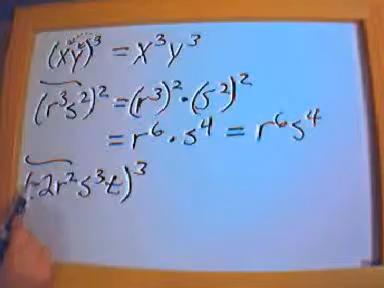 (xy)³ = x³y³
(r³s²)² = (r³)² · (s²)²
= r⁶ · s⁴ = r⁶s⁴
(-2r²s³t)³